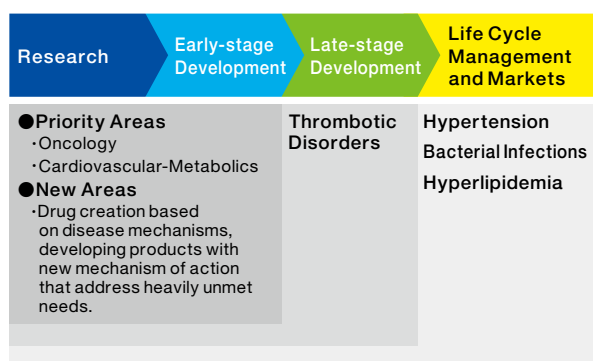 Research
Early-stage
Development
Late-stage
Development
Life Cycle
Management
and Markets
●Priority Areas
・Oncology
・Cardiovascular-Metabolics
●New Areas
・Drug creation based
on disease mechanisms,
developing products with
new mechanism of action
that address heavily unmet
needs.
Thrombotic
Disorders
Hypertension
Bacterial Infections
Hyperlipidemia